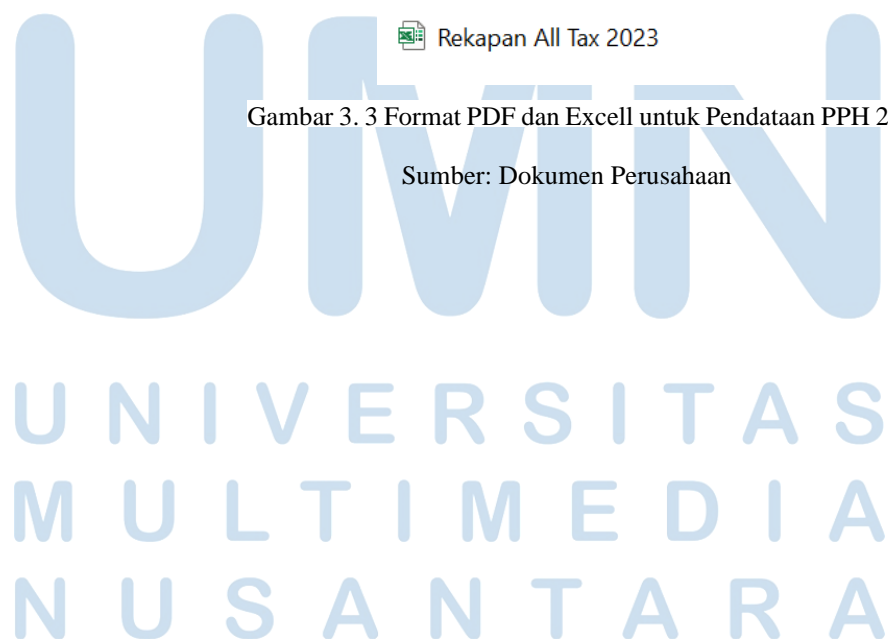 Rekapan All Tax 2023
Gambar 3. 3 Format PDF dan Excell untuk Pendataan PPH 2
Sumber: Dokumen Perusahaan
UMN
UNIVERSITAS
MULTIMEDIA
NUSANTARA